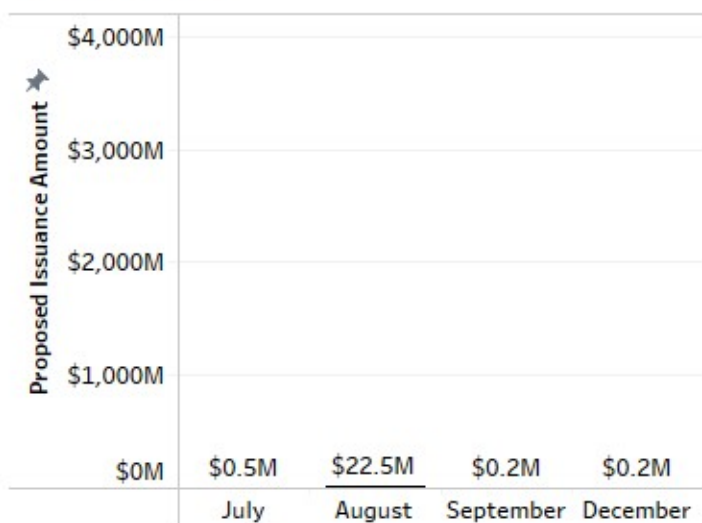 Proposed Issuance Amount
$4,000M
$3,000M
$2,000M
$1,000M
$0M
$0.5M $22.5M $0.2M $0.2M
July August September December